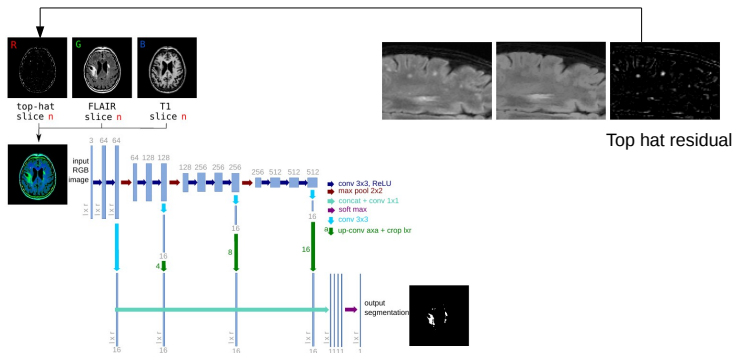 R G B
top-hat FLAIR T1
slice n slice n slice n
Top hat residual
input
RGB
image
3 64 64
64 128 128
128 256 256 256
256 512 512 512
l x r l x r l x r
conv 3x3, ReLU
max pool 2x2
concat + conv 1x1
soft max
conv 3x3
a up-conv axa + crop lxr
16 16 16
4 8 16
output
segmentation
l x r l x r l x r l x r l x r l x r
16 16 16 16 1111 1